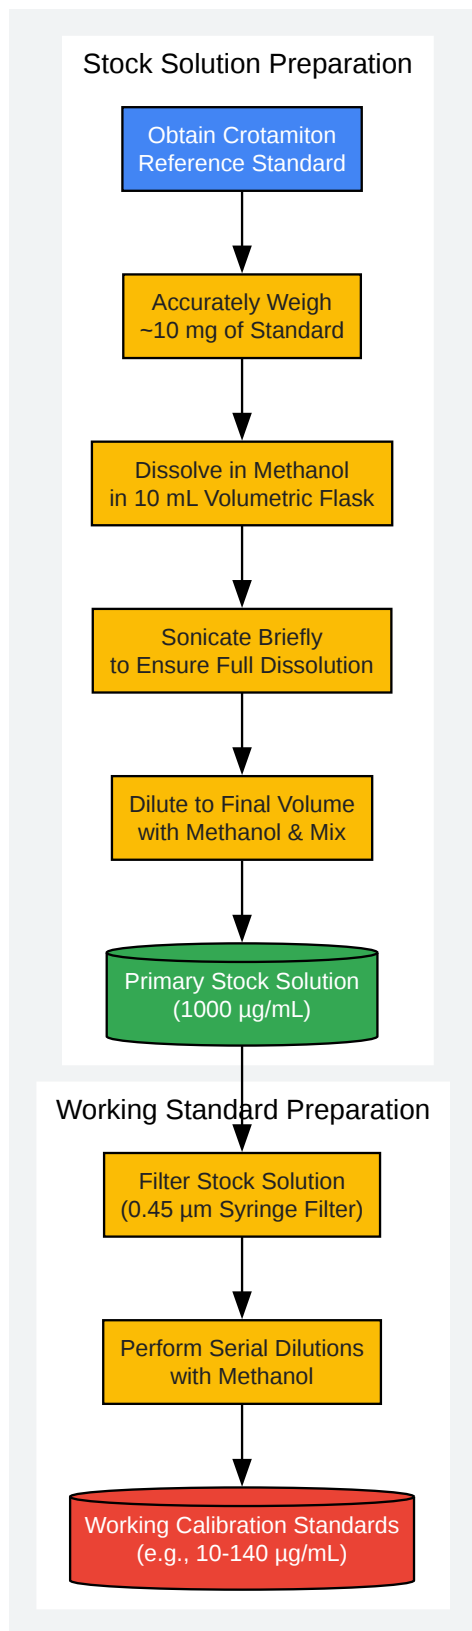 Stock Solution Preparation
Obtain Crotamiton
Reference Standard
Accurately Weigh
~10 mg of Standard
Dissolve in Methanol
in 10 mL Volumetric Flask
Sonicate Briefly
to Ensure Full Dissolution
Dilute to Final Volume
with Methanol & Mix
Primary Stock Solution
(1000 µg/mL)
Working Standard Preparation
Filter Stock Solution
(0.45 µm Syringe Filter)
Perform Serial Dilutions
with Methanol
Working Calibration Standards
(e.g., 10-140 µg/mL)